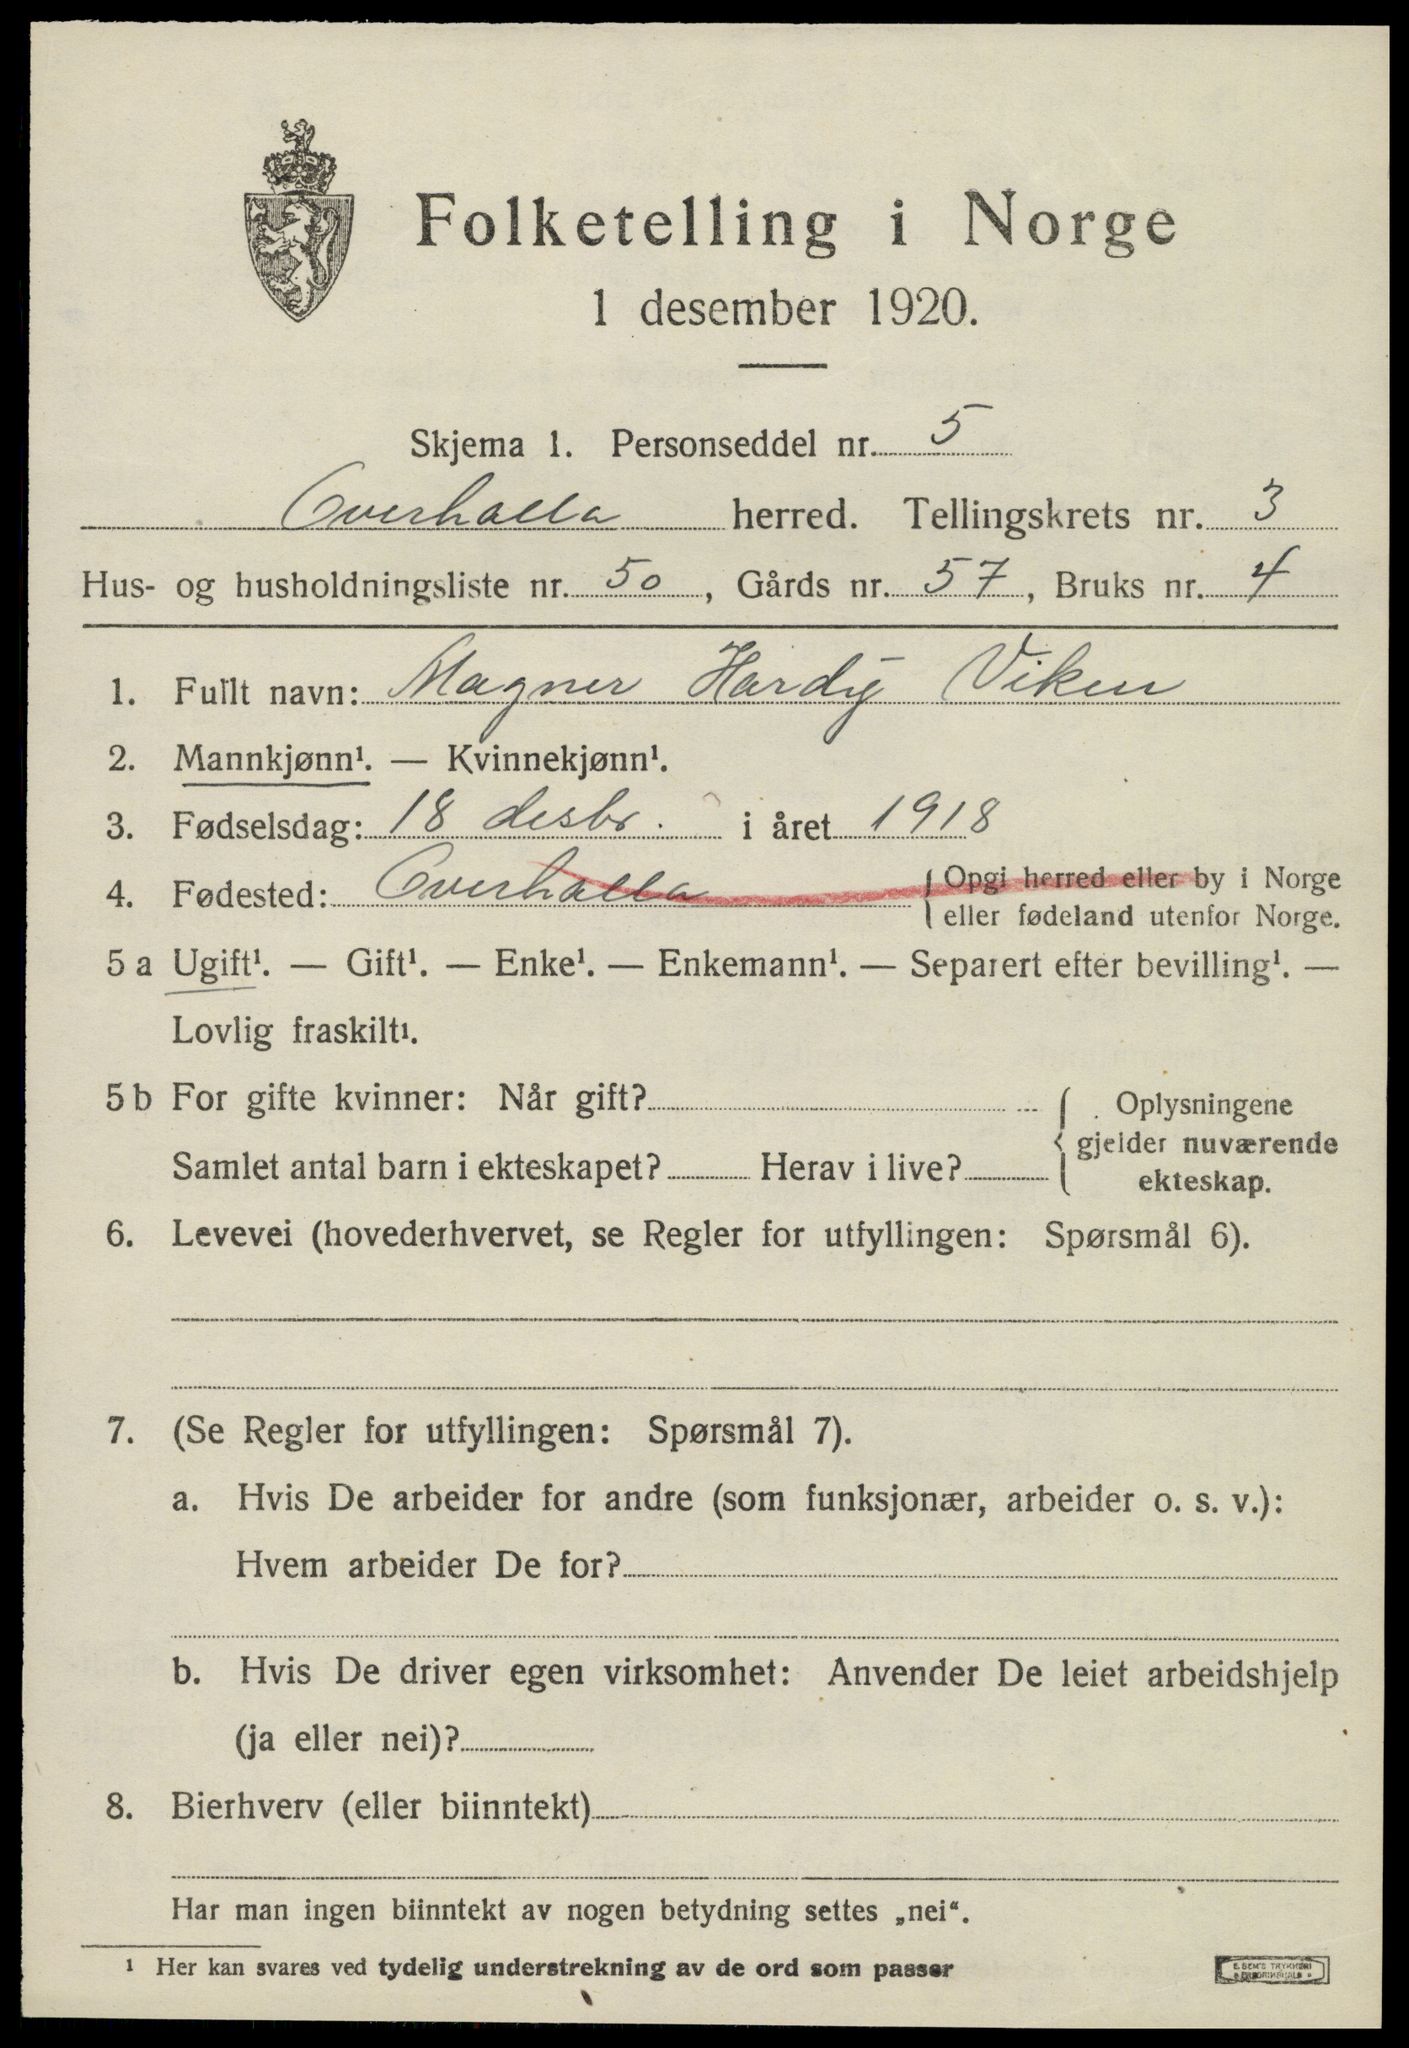 Folketelling i Norge
1 desember 1920.
Skjema 1. Personseddel nr. 5
Overhalla herred. Tellingskrets nr. 3
Hus- og husholdningsliste nr. 50, Gårds nr. 57, Bruks nr. 4
1. Fullt navn: Magner Hardy Viken
2. Mannkjønn¹. — Kvinnekjønn¹.
3. Fødselsdag: 18 desbr. i året 1918
4. Fødested: Overhalla { Opgi herred eller by i Norge
eller fødeland utenfor Norge.
5 a Ugift¹. — Gift¹. — Enke¹. — Enkemann¹. — Separert efter bevilling¹. —
Lovlig fraskilt¹.
5 b For gifte kvinner: Når gift? { Oplysningene
gjelder nuværende
Samlet antal barn i ekteskapet? Herav i live? ekteskap.
6. Levevei (hovederhvervet, se Regler for utfyllingen: Spørsmål 6).
7. (Se Regler for utfyllingen: Spørsmål 7).
a. Hvis De arbeider for andre (som funksjonær, arbeider o. s. v.):
Hvem arbeider De for?
b. Hvis De driver egen virksomhet: Anvender De leiet arbeidshjelp
(ja eller nei)?
8. Bierhverv (eller biinntekt)
Har man ingen biinntekt av nogen betydning settes „nei“.
¹ Her kan svares ved tydelig understrekning av de ord som passer